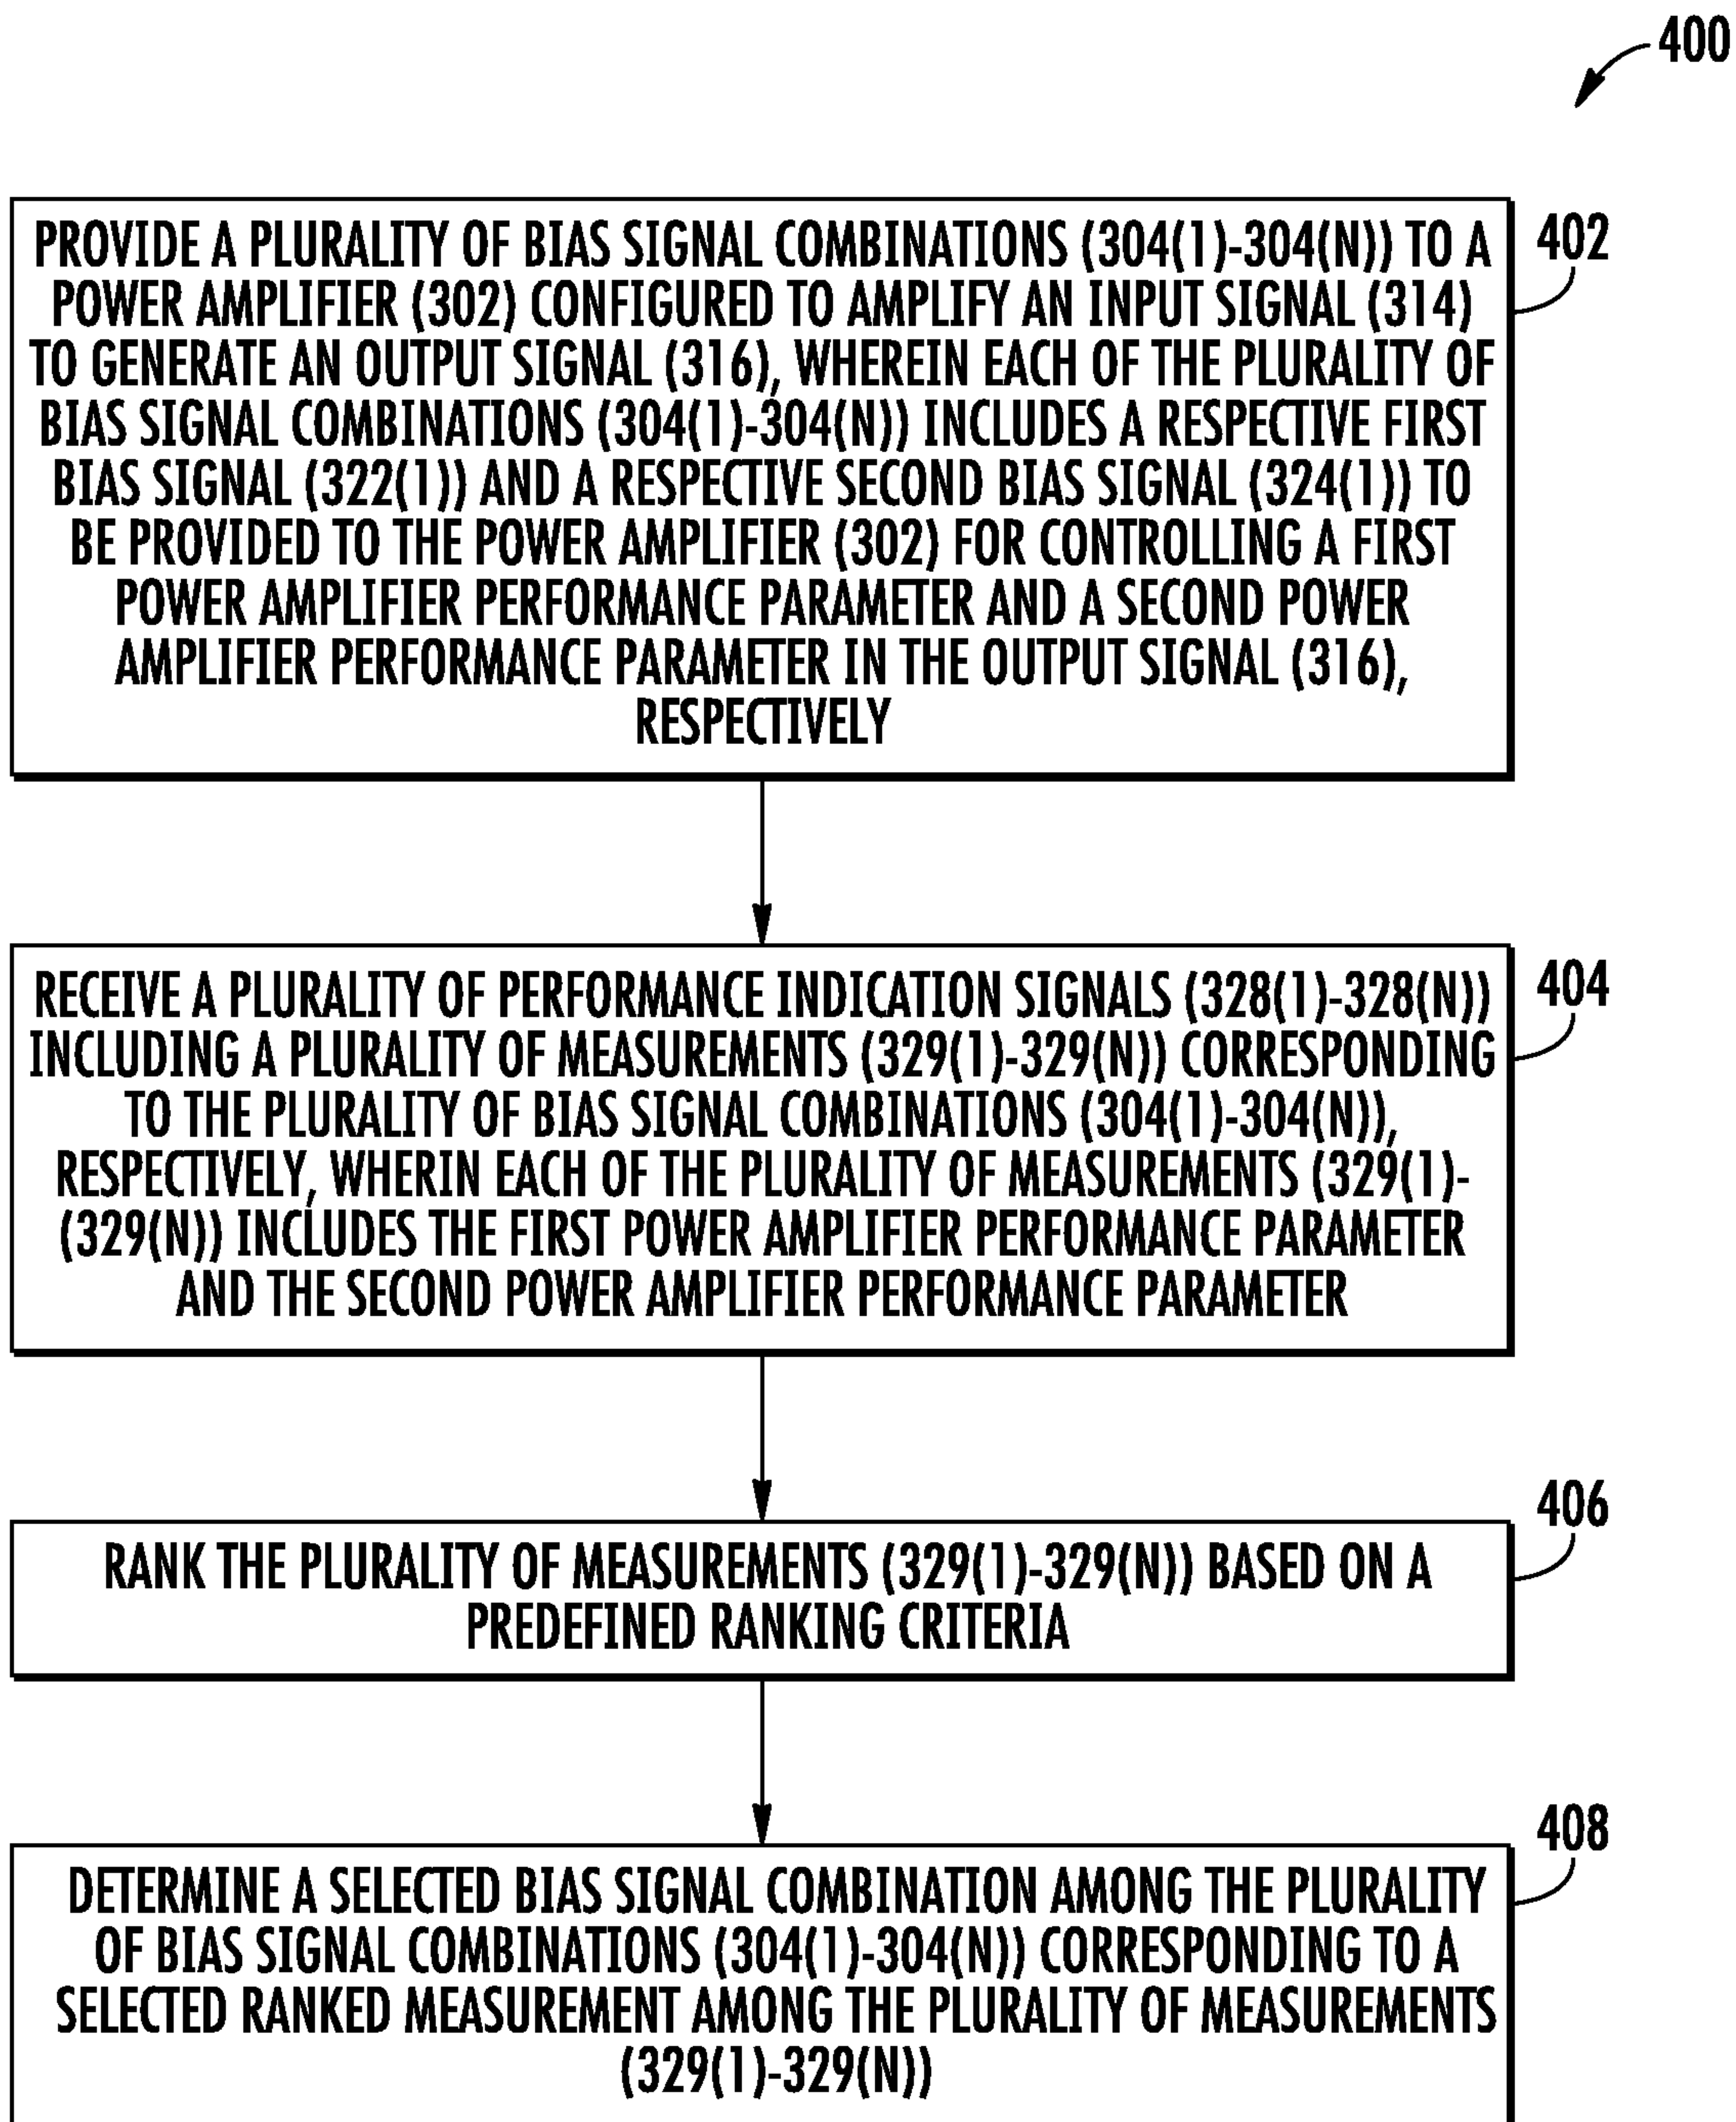 400
PROVIDE A PLURALITY OF BIAS SIGNAL COMBINATIONS (304(1)-304(N)) TO A
POWER AMPLIFIER (302) CONFIGURED TO AMPLIFY AN INPUT SIGNAL (314)
TO GENERATE AN OUTPUT SIGNAL (316), WHEREIN EACH OF THE PLURALITY OF
BIAS SIGNAL COMBINATIONS (304(1)-304(N)) INCLUDES A RESPECTIVE FIRST
BIAS SIGNAL (322(1)) AND A RESPECTIVE SECOND BIAS SIGNAL (324(1)) TO
BE PROVIDED TO THE POWER AMPLIFIER (302) FOR CONTROLLING A FIRST
POWER AMPLIFIER PERFORMANCE PARAMETER AND A SECOND POWER
AMPLIFIER PERFORMANCE PARAMETER IN THE OUTPUT SIGNAL (316),
RESPECTIVELY
402
RECEIVE A PLURALITY OF PERFORMANCE INDICATION SIGNALS (328(1)-328(N))
INCLUDING A PLURALITY OF MEASUREMENTS (329(1)-329(N)) CORRESPONDING
TO THE PLURALITY OF BIAS SIGNAL COMBINATIONS (304(1)-304(N)),
RESPECTIVELY, WHERIN EACH OF THE PLURALITY OF MEASUREMENTS (329(1)-
(329(N)) INCLUDES THE FIRST POWER AMPLIFIER PERFORMANCE PARAMETER
AND THE SECOND POWER AMPLIFIER PERFORMANCE PARAMETER
404
RANK THE PLURALITY OF MEASUREMENTS (329(1)-329(N)) BASED ON A
PREDEFINED RANKING CRITERIA
406
DETERMINE A SELECTED BIAS SIGNAL COMBINATION AMONG THE PLURALITY
OF BIAS SIGNAL COMBINATIONS (304(1)-304(N)) CORRESPONDING TO A
SELECTED RANKED MEASUREMENT AMONG THE PLURALITY OF MEASUREMENTS
(329(1)-329(N))
408